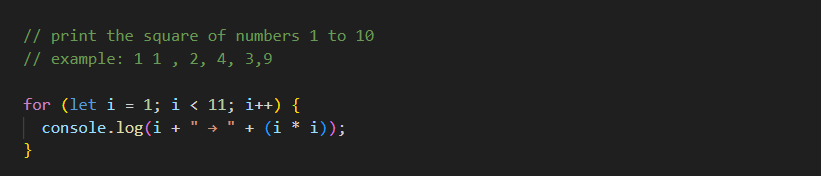 // print the square of numbers 1 to 10
// example: 1 1 , 2, 4, 3,9
for (let i = 1; i < 11; i++) {
console.log(i + " → " + (i * i));
}